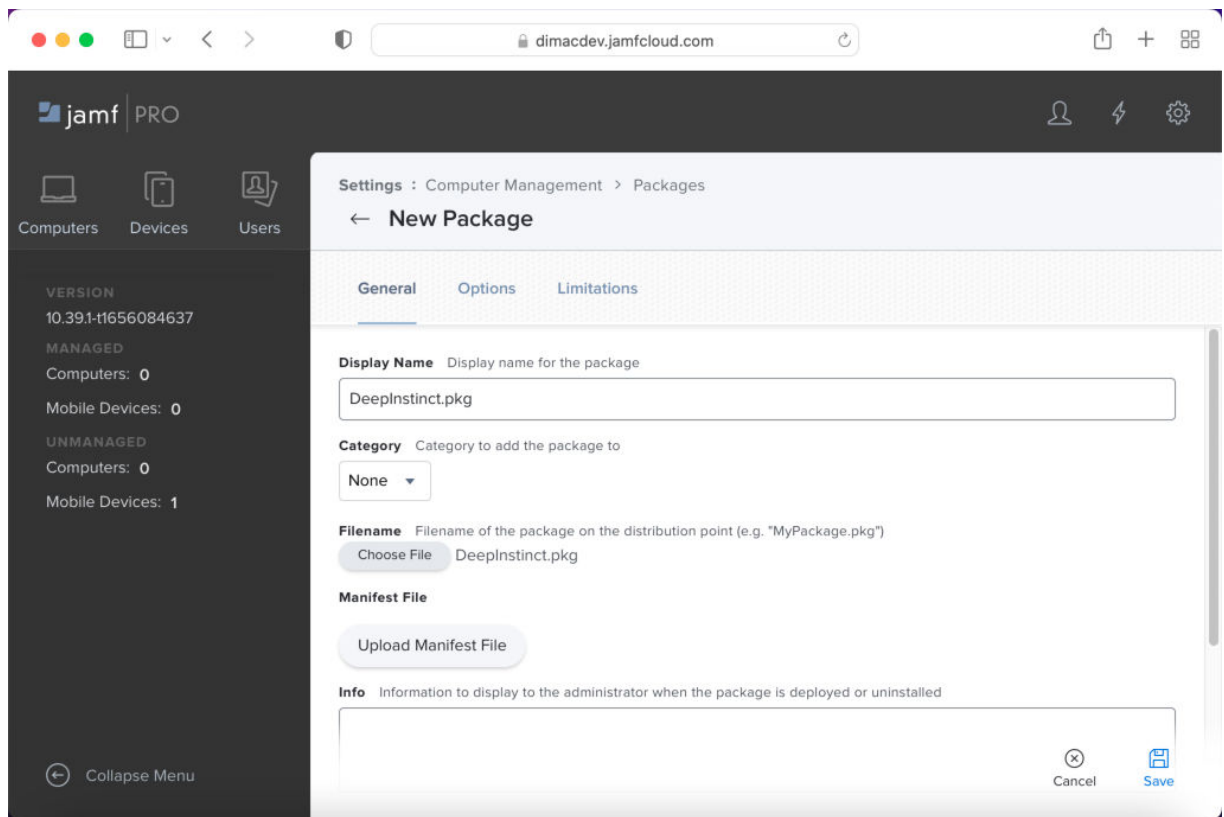 dimacdev.jamfcloud.com
jamf PRO
Computers Devices Users
VERSION
10.39.1-t1656084637
MANAGED
Computers: 0
Mobile Devices: 0
UNMANAGED
Computers: 0
Mobile Devices: 1
Collapse Menu
Settings : Computer Management > Packages
← New Package
General Options Limitations
Display Name Display name for the package
DeepInstinct.pkg
Category Category to add the package to
None
Filename Filename of the package on the distribution point (e.g. "MyPackage.pkg")
Choose File DeepInstinct.pkg
Manifest File
Upload Manifest File
Info Information to display to the administrator when the package is deployed or uninstalled
Cancel Save